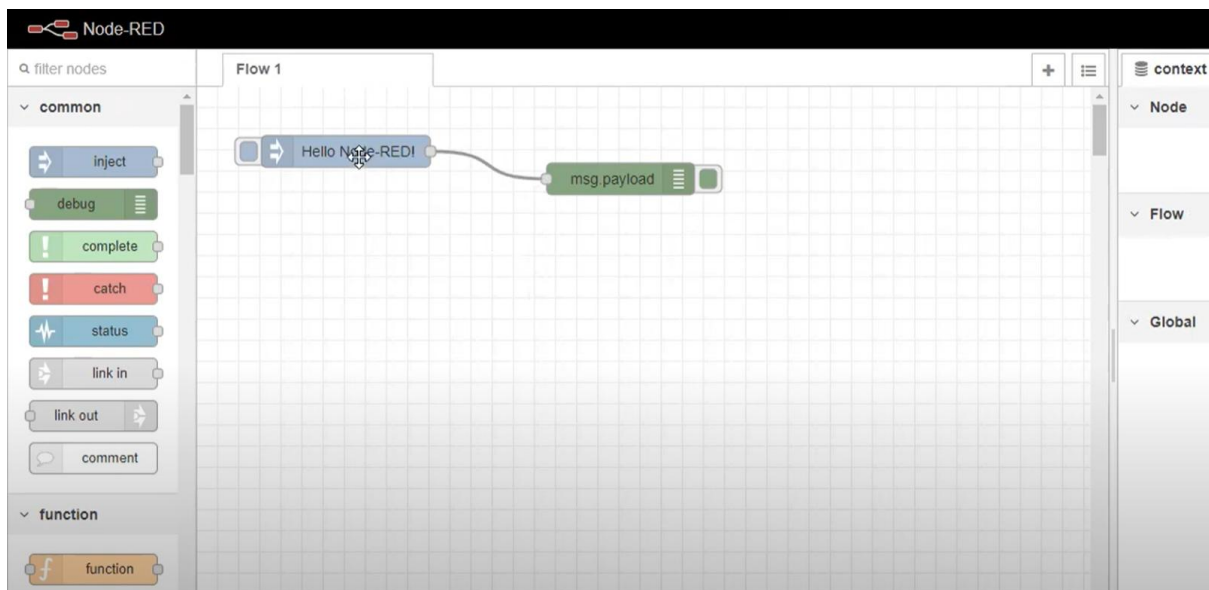 Node-RED
filter nodes
Flow 1
context
common
Node
inject
Hello Node-RED!
msg.payload
debug
Flow
complete
catch
status
Global
link in
link out
comment
function
function